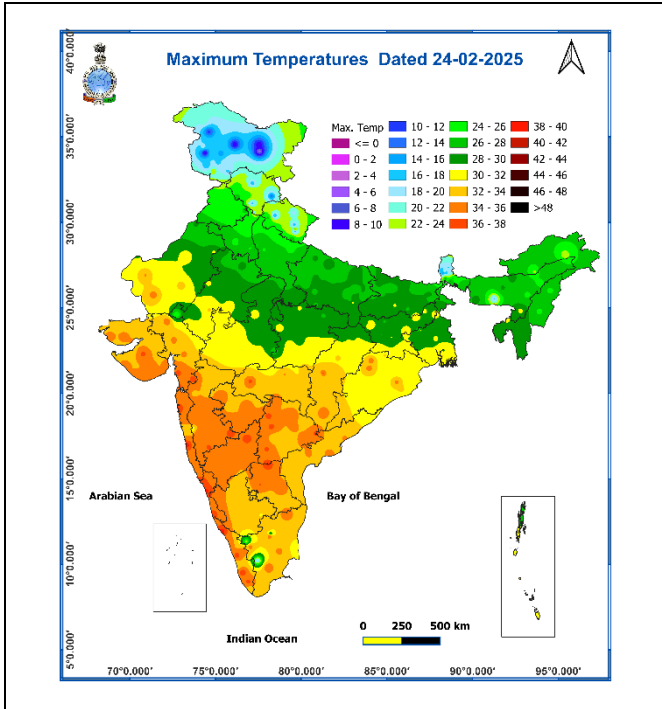 Maximum Temperatures Dated 24-02-2025
Max. Temp
<= 0
0 - 2
2 - 4
4 - 6
6 - 8
8 - 10
10 - 12
12 - 14
14 - 16
16 - 18
18 - 20
20 - 22
22 - 24
24 - 26
26 - 28
28 - 30
30 - 32
32 - 34
34 - 36
36 - 38
38 - 40
40 - 42
42 - 44
44 - 46
46 - 48
>48
40°0.000'
35°0.000'
30°0.000'
25°0.000'
20°0.000'
15°0.000'
10°0.000'
5°0.000'
Arabian Sea
Bay of Bengal
Indian Ocean
0 250 500 km
70°0.000' 75°0.000' 80°0.000' 85°0.000' 90°0.000' 95°0.000'